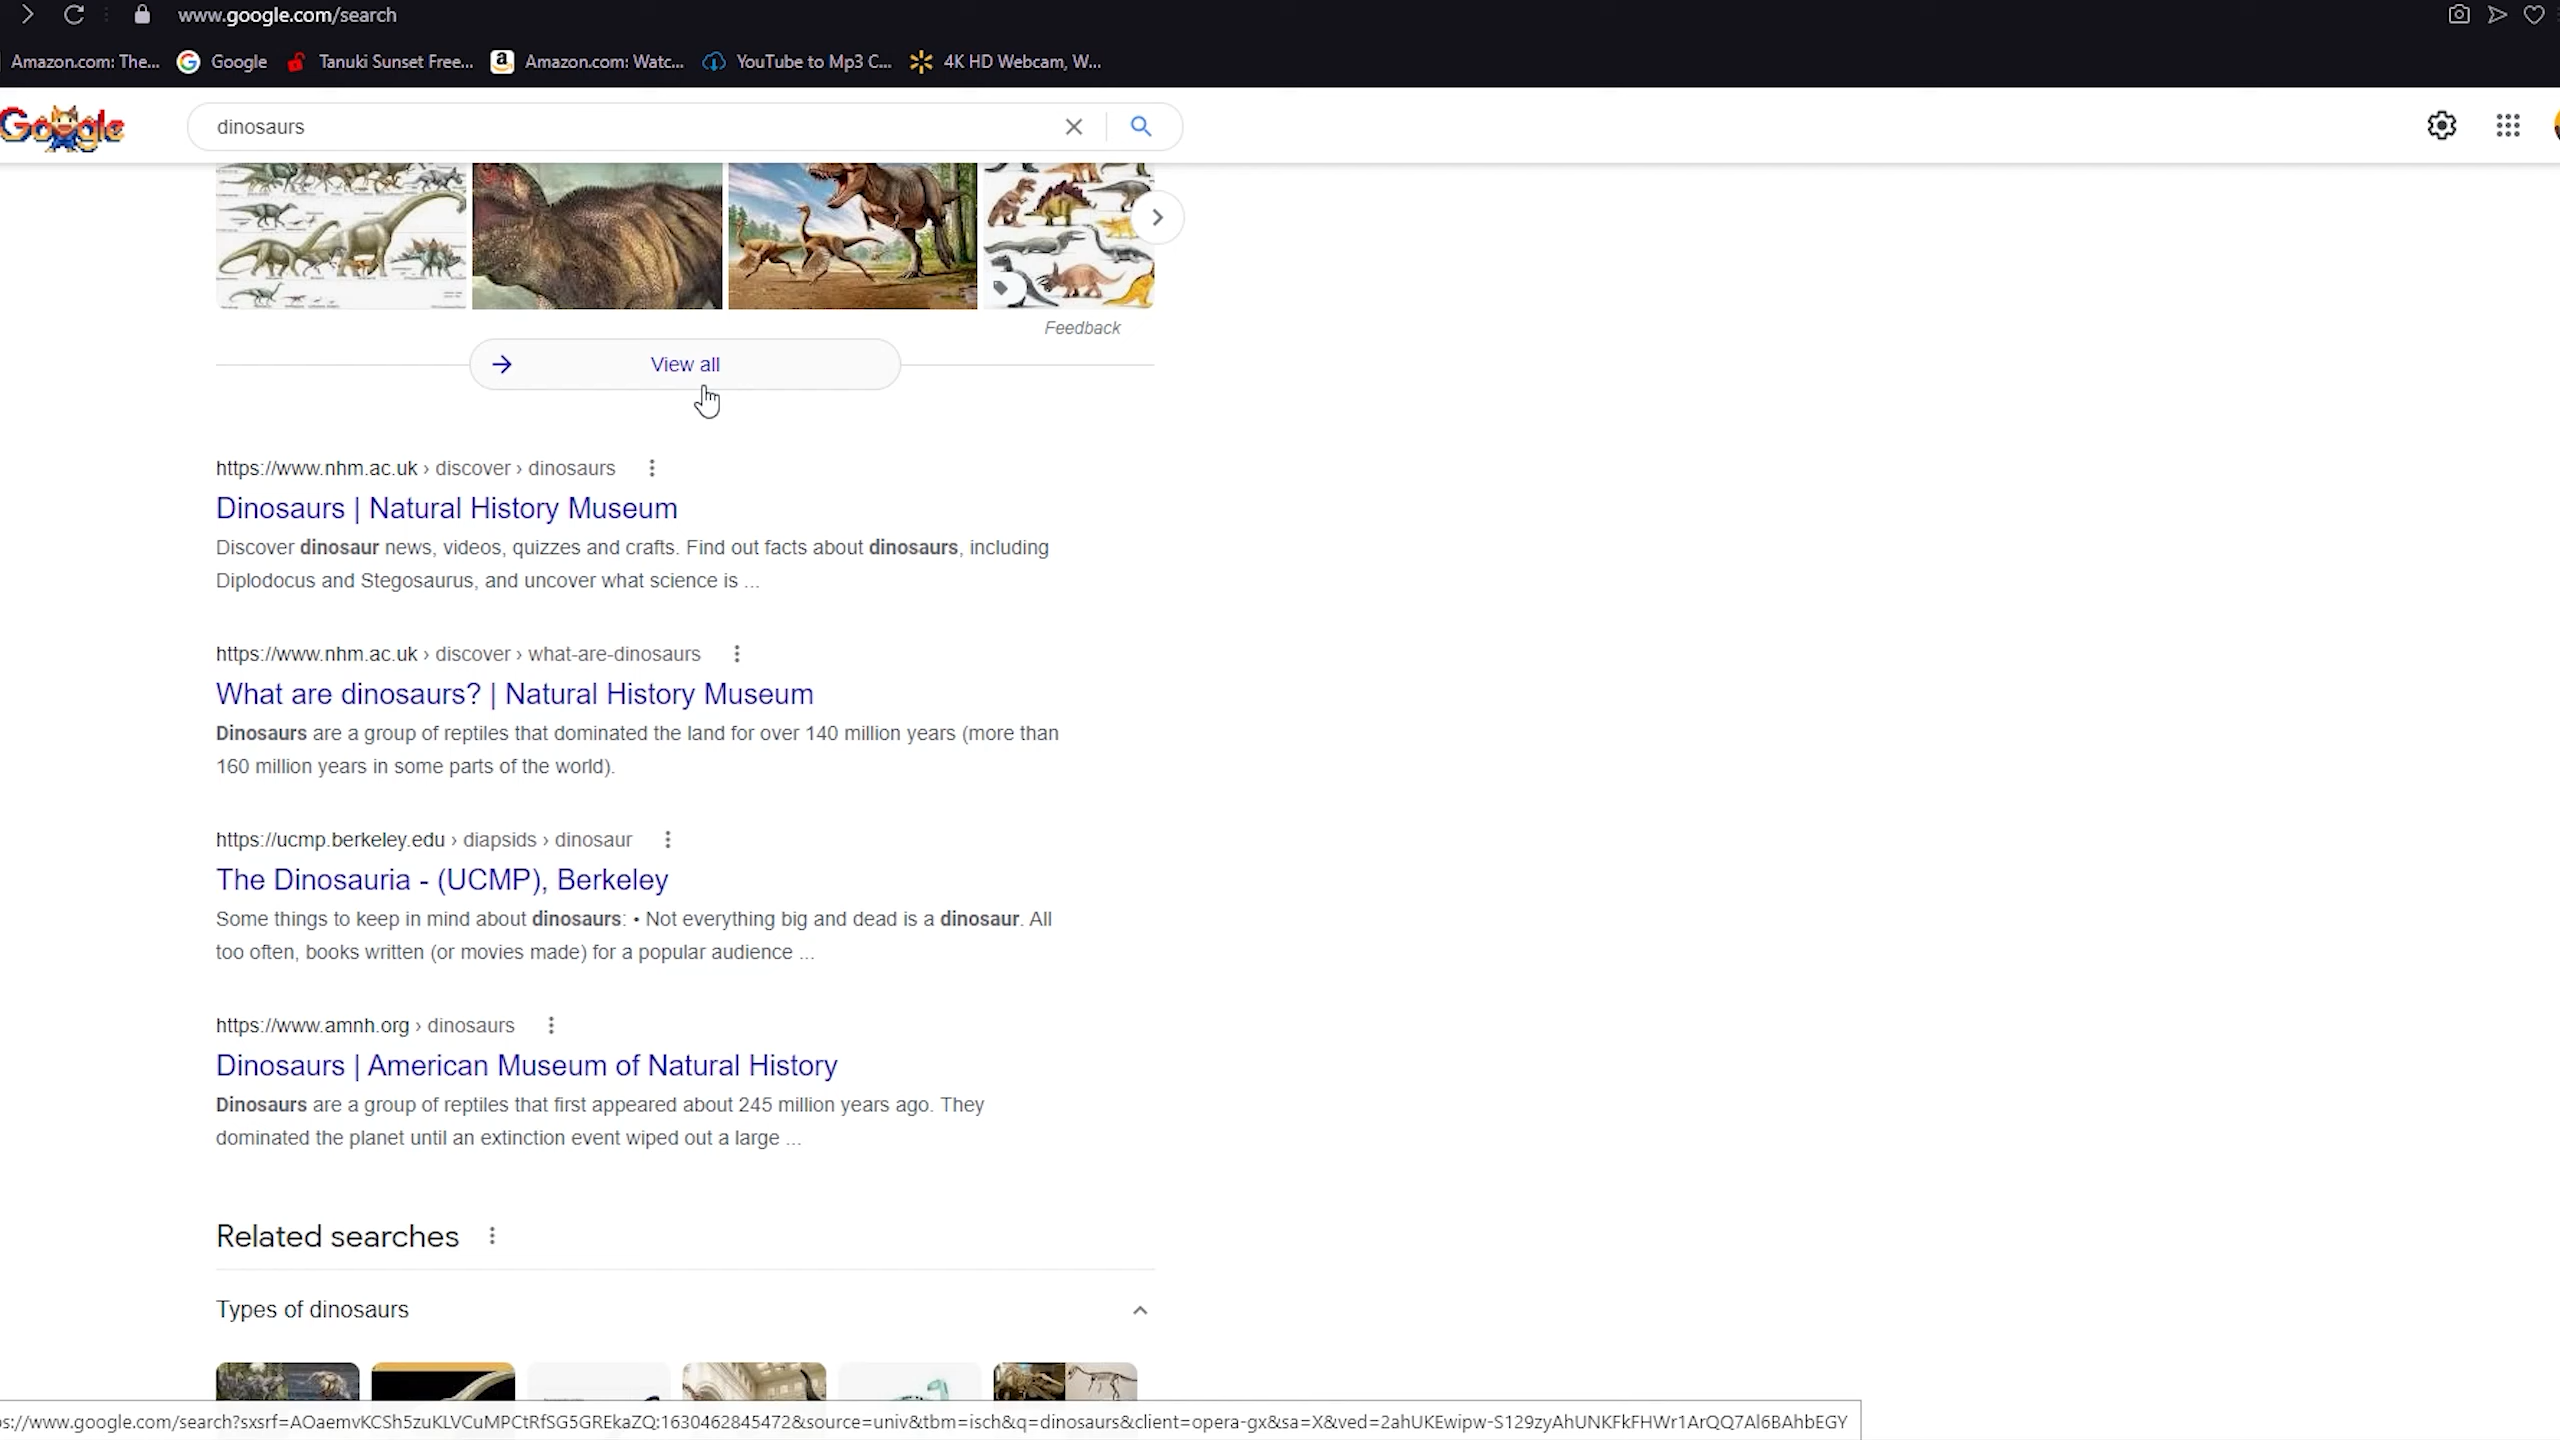 www.google.com/search
Amazon.com: The...
Google
Tanuki Sunset Free...
Amazon.com: Watc...
YouTube to Mp3 C...
4K HD Webcam, W...
Google
dinosaurs
Feedback
View all
https://www.nhm.ac.uk › discover › dinosaurs
Dinosaurs | Natural History Museum
Discover dinosaur news, videos, quizzes and crafts. Find out facts about dinosaurs, including
Diplodocus and Stegosaurus, and uncover what science is ...
https://www.nhm.ac.uk › discover › what-are-dinosaurs
What are dinosaurs? | Natural History Museum
Dinosaurs are a group of reptiles that dominated the land for over 140 million years (more than
160 million years in some parts of the world).
https://ucmp.berkeley.edu › diapsids › dinosaur
The Dinosauria - (UCMP), Berkeley
Some things to keep in mind about dinosaurs: • Not everything big and dead is a dinosaur. All
too often, books written (or movies made) for a popular audience ...
https://www.amnh.org › dinosaurs
Dinosaurs | American Museum of Natural History
Dinosaurs are a group of reptiles that first appeared about 245 million years ago. They
dominated the planet until an extinction event wiped out a large ...
Related searches
Types of dinosaurs
os://www.google.com/search?sxsrf=AOaemvKCSh5zuKLVCuMPCtRfSG5GREkaZQ:1630462845472&source=univ&tbm=isch&q=dinosaurs&client=opera-gx&sa=X&ved=2ahUKEwipw-S129zyAhUNKFkFHWr1ArQQ7Al6BAhbEGY